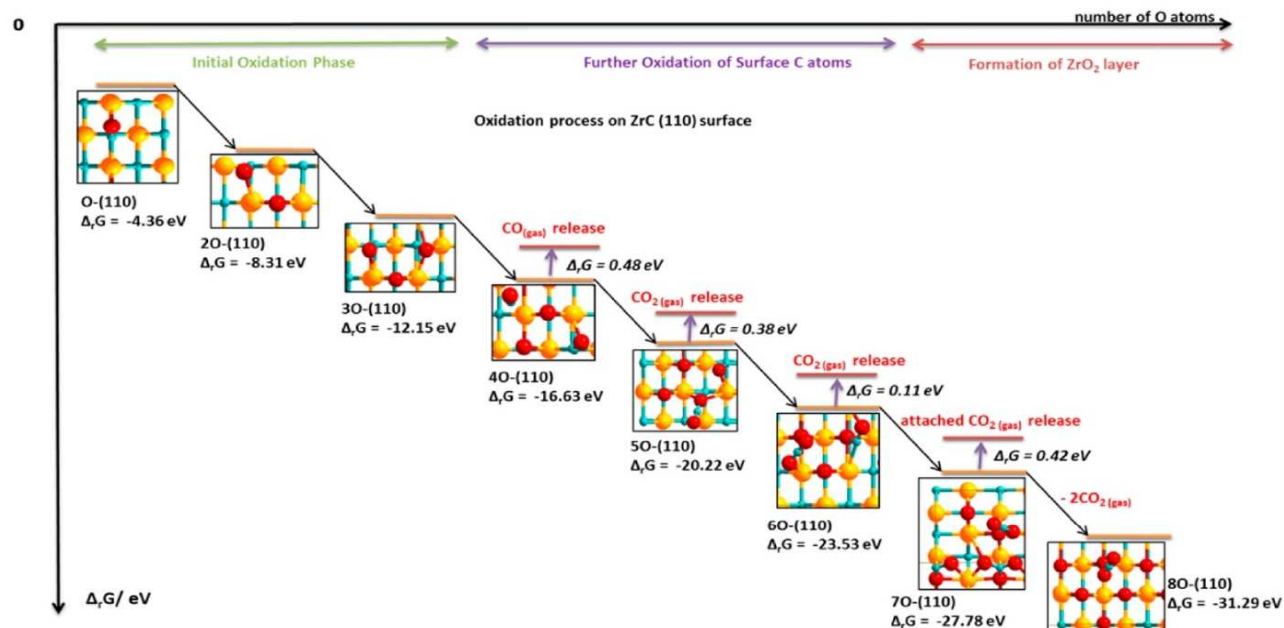 0
number of O atoms
Initial Oxidation Phase
Further Oxidation of Surface C atoms
Formation of ZrO₂ layer
Oxidation process on ZrC (110) surface
O-(110)
ΔᵣG = -4.36 eV
2O-(110)
ΔᵣG = -8.31 eV
3O-(110)
ΔᵣG = -12.15 eV
CO(gas) release
ΔᵣG = 0.48 eV
4O-(110)
ΔᵣG = -16.63 eV
CO₂ (gas) release
ΔᵣG = 0.38 eV
5O-(110)
ΔᵣG = -20.22 eV
CO₂ (gas) release
ΔᵣG = 0.11 eV
6O-(110)
ΔᵣG = -23.53 eV
attached CO₂ (gas) release
ΔᵣG = 0.42 eV
7O-(110)
ΔᵣG = -27.78 eV
- 2CO₂ (gas)
8O-(110)
ΔᵣG = -31.29 eV
ΔᵣG/ eV